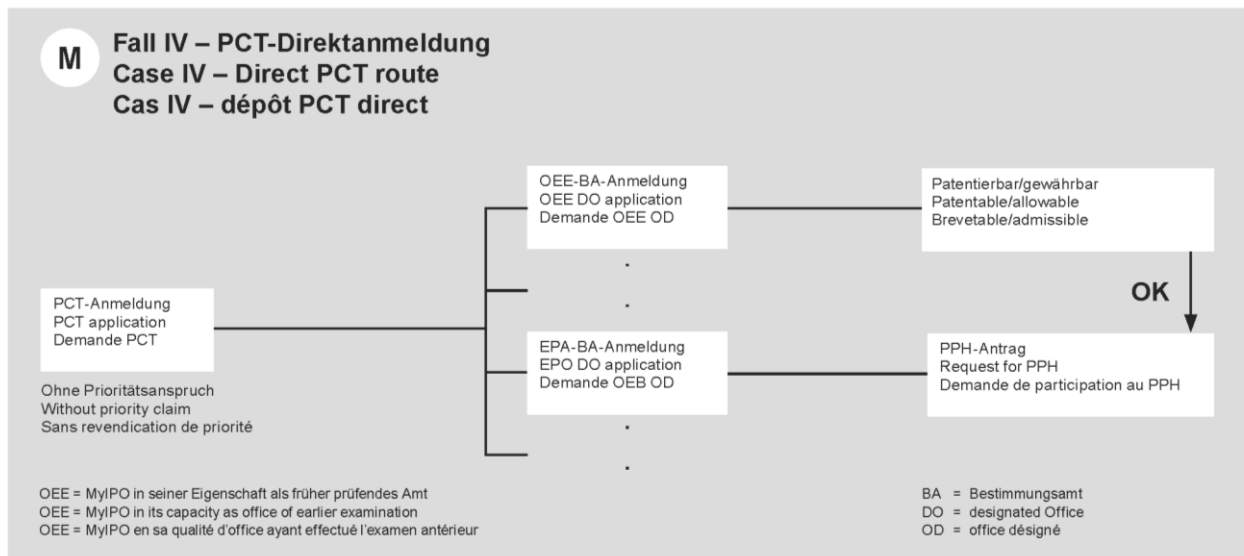 M
Fall IV – PCT-Direktanmeldung
Case IV – Direct PCT route
Cas IV – dépôt PCT direct
OEE-BA-Anmeldung
OEE DO application
Demande OEE OD
Patentierbar/gewährbar
Patentable/allowable
Brevetable/admissible
OK
PCT-Anmeldung
PCT application
Demande PCT
EPA-BA-Anmeldung
EPO DO application
Demande OEB OD
PPH-Antrag
Request for PPH
Demande de participation au PPH
Ohne Prioritätsanspruch
Without priority claim
Sans revendication de priorité
OEE = MyIPO in seiner Eigenschaft als früher prüfendes Amt
OEE = MyIPO in its capacity as office of earlier examination
OEE = MyIPO en sa qualité d'office ayant effectué l'examen antérieur
BA = Bestimmungsamt
DO = designated Office
OD = office désigné